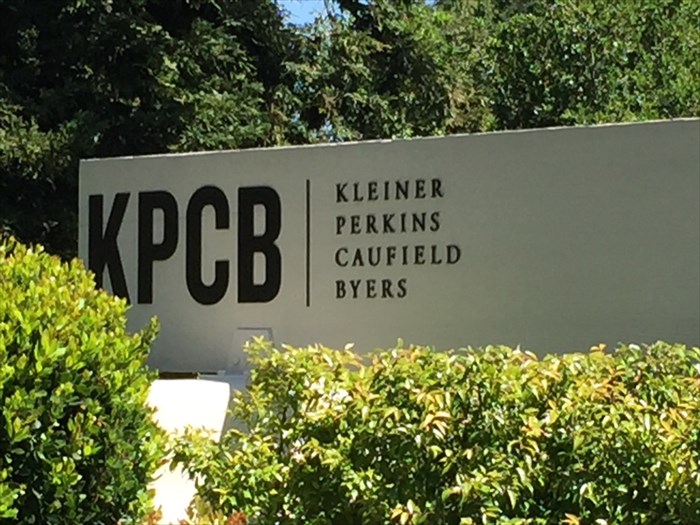 KPCB
KLEINER
PERKINS
CAUFIELD
BYERS